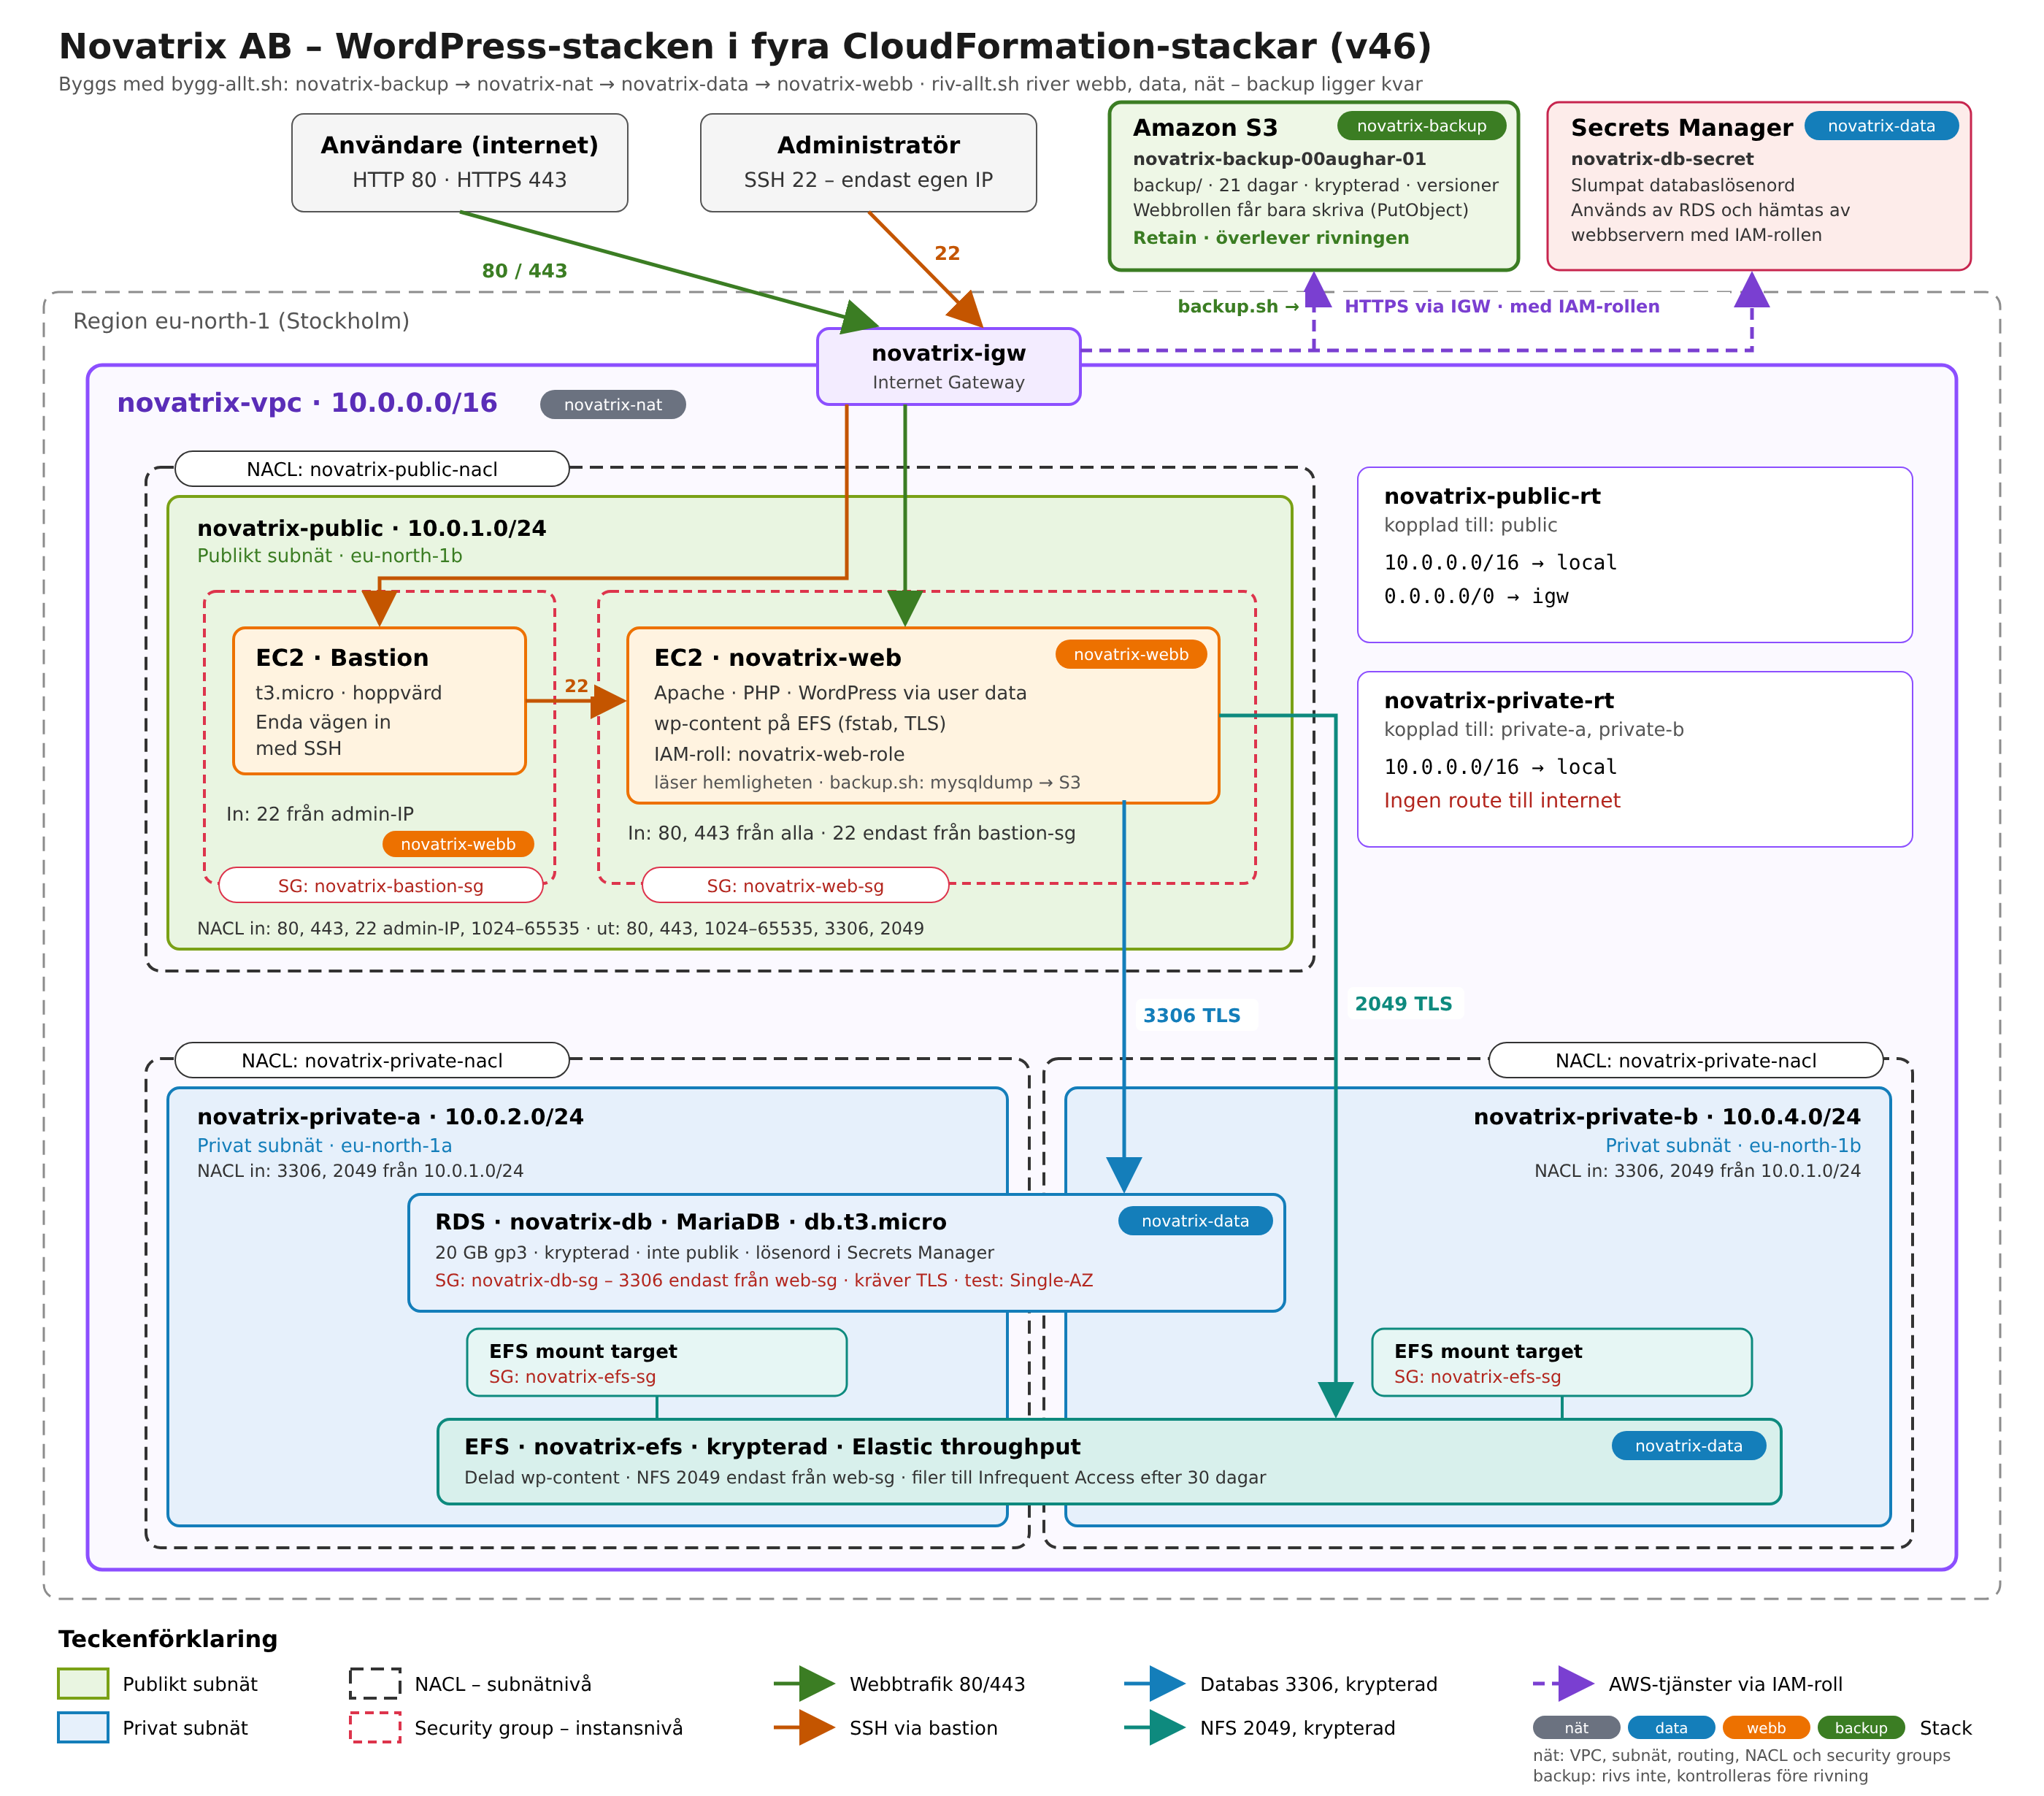 Novatrix AB – WordPress-stacken i fyra CloudFormation-stackar (v46)
Byggs med bygg-allt.sh: novatrix-backup → novatrix-nat → novatrix-data → novatrix-webb · riv-allt.sh river webb, data, nät – backup ligger kvar
Användare (internet)
HTTP 80 · HTTPS 443
Administratör
SSH 22 – endast egen IP
Amazon S3
novatrix-backup
novatrix-backup-00aughar-01
backup/ · 21 dagar · krypterad · versioner
Webbrollen får bara skriva (PutObject)
Retain · överlever rivningen
Secrets Manager
novatrix-data
novatrix-db-secret
Slumpat databaslösenord
Används av RDS och hämtas av
webbservern med IAM-rollen
80 / 443
22
backup.sh →
HTTPS via IGW · med IAM-rollen
Region eu-north-1 (Stockholm)
novatrix-igw
Internet Gateway
novatrix-vpc · 10.0.0.0/16
novatrix-nat
NACL: novatrix-public-nacl
novatrix-public · 10.0.1.0/24
Publikt subnät · eu-north-1b
EC2 · Bastion
t3.micro · hoppvärd
Enda vägen in
med SSH
In: 22 från admin-IP
novatrix-webb
SG: novatrix-bastion-sg
22
EC2 · novatrix-web
novatrix-webb
Apache · PHP · WordPress via user data
wp-content på EFS (fstab, TLS)
IAM-roll: novatrix-web-role
läser hemligheten · backup.sh: mysqldump → S3
In: 80, 443 från alla · 22 endast från bastion-sg
SG: novatrix-web-sg
NACL in: 80, 443, 22 admin-IP, 1024–65535 · ut: 80, 443, 1024–65535, 3306, 2049
novatrix-public-rt
kopplad till: public
10.0.0.0/16 → local
0.0.0.0/0 → igw
novatrix-private-rt
kopplad till: private-a, private-b
10.0.0.0/16 → local
Ingen route till internet
3306 TLS
2049 TLS
NACL: novatrix-private-nacl
novatrix-private-a · 10.0.2.0/24
Privat subnät · eu-north-1a
NACL in: 3306, 2049 från 10.0.1.0/24
NACL: novatrix-private-nacl
novatrix-private-b · 10.0.4.0/24
Privat subnät · eu-north-1b
NACL in: 3306, 2049 från 10.0.1.0/24
RDS · novatrix-db · MariaDB · db.t3.micro
novatrix-data
20 GB gp3 · krypterad · inte publik · lösenord i Secrets Manager
SG: novatrix-db-sg – 3306 endast från web-sg · kräver TLS · test: Single-AZ
EFS mount target
SG: novatrix-efs-sg
EFS mount target
SG: novatrix-efs-sg
EFS · novatrix-efs · krypterad · Elastic throughput
novatrix-data
Delad wp-content · NFS 2049 endast från web-sg · filer till Infrequent Access efter 30 dagar
Teckenförklaring
Publikt subnät
NACL – subnätnivå
Webbtrafik 80/443
Databas 3306, krypterad
AWS-tjänster via IAM-roll
Privat subnät
Security group – instansnivå
SSH via bastion
NFS 2049, krypterad
nät
data
webb
backup
Stack
nät: VPC, subnät, routing, NACL och security groups
backup: rivs inte, kontrolleras före rivning